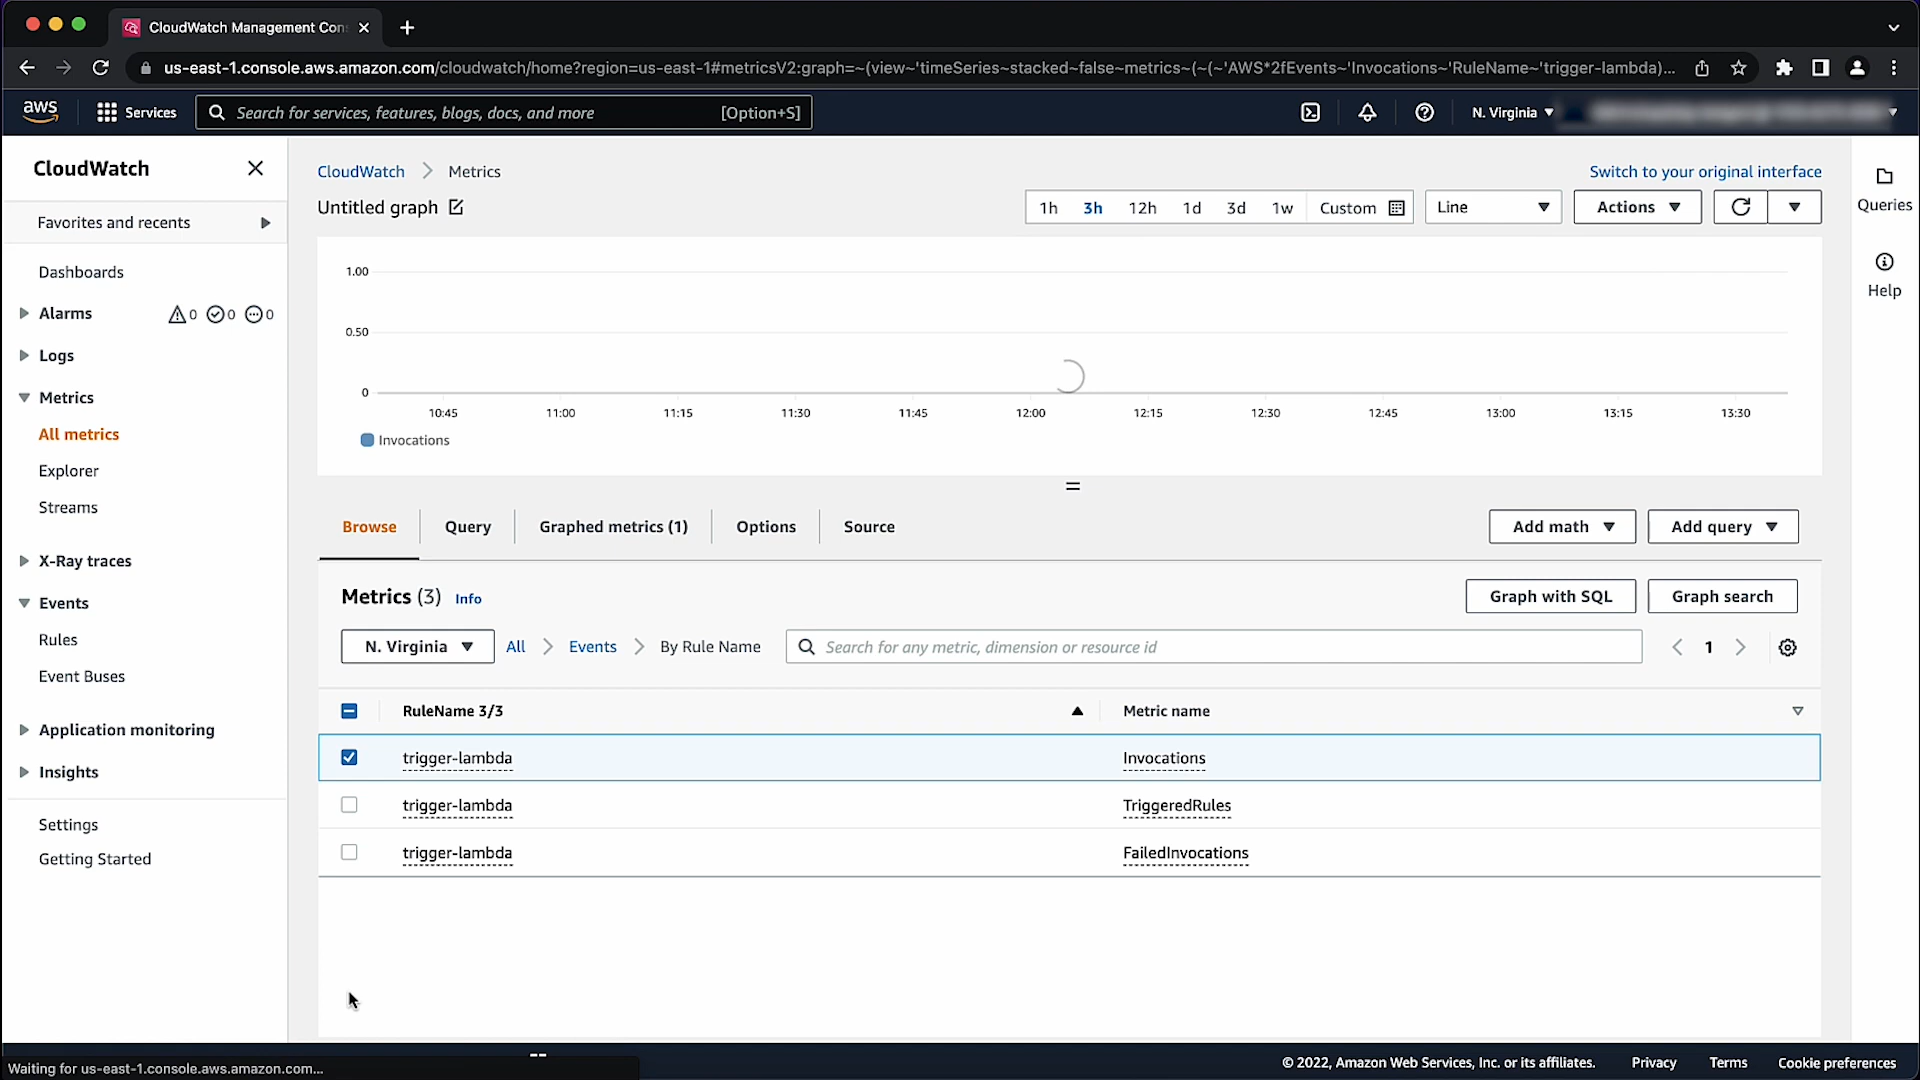 CloudWatch Management Con
us-east-1.console.aws.amazon.com/cloudwatch/home?region=us-east-1#metricsV2:graph=~(view~'timeSeries~stacked~false~metrics~(~(~'AWS*2fEvents~'Invocations~'RuleName~'trigger-lambda)...
aws Services Search for services, features, blogs, docs, and more [Option+S] N. Virginia
CloudWatch
Favorites and recents
Dashboards
Alarms 0 0 0
Logs
Metrics
All metrics
Explorer
Streams
X-Ray traces
Events
Rules
Event Buses
Application monitoring
Insights
Settings
Getting Started
CloudWatch Metrics
Switch to your original interface
Untitled graph
1h 3h 12h 1d 3d 1w Custom Line Actions
1.00
0.50
0
10:45 11:00 11:15 11:30 11:45 12:00 12:15 12:30 12:45 13:00 13:15 13:30
Invocations
Browse Query Graphed metrics (1) Options Source Add math Add query
Metrics (3) Info Graph with SQL Graph search
N. Virginia All Events By Rule Name Search for any metric, dimension or resource id 1
RuleName 3/3 Metric name
trigger-lambda Invocations
trigger-lambda TriggeredRules
trigger-lambda FailedInvocations
Queries
Help
Waiting for us-east-1.console.aws.amazon.com...
© 2022, Amazon Web Services, Inc. or its affiliates. Privacy Terms Cookie preferences